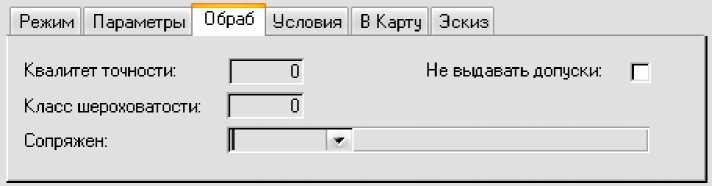 Режим Параметры Обраб Условия В Карту Эскиз
Квалитет точности: 0 Не выдавать допуски:
Класс шероховатости: 0
Сопряжен: